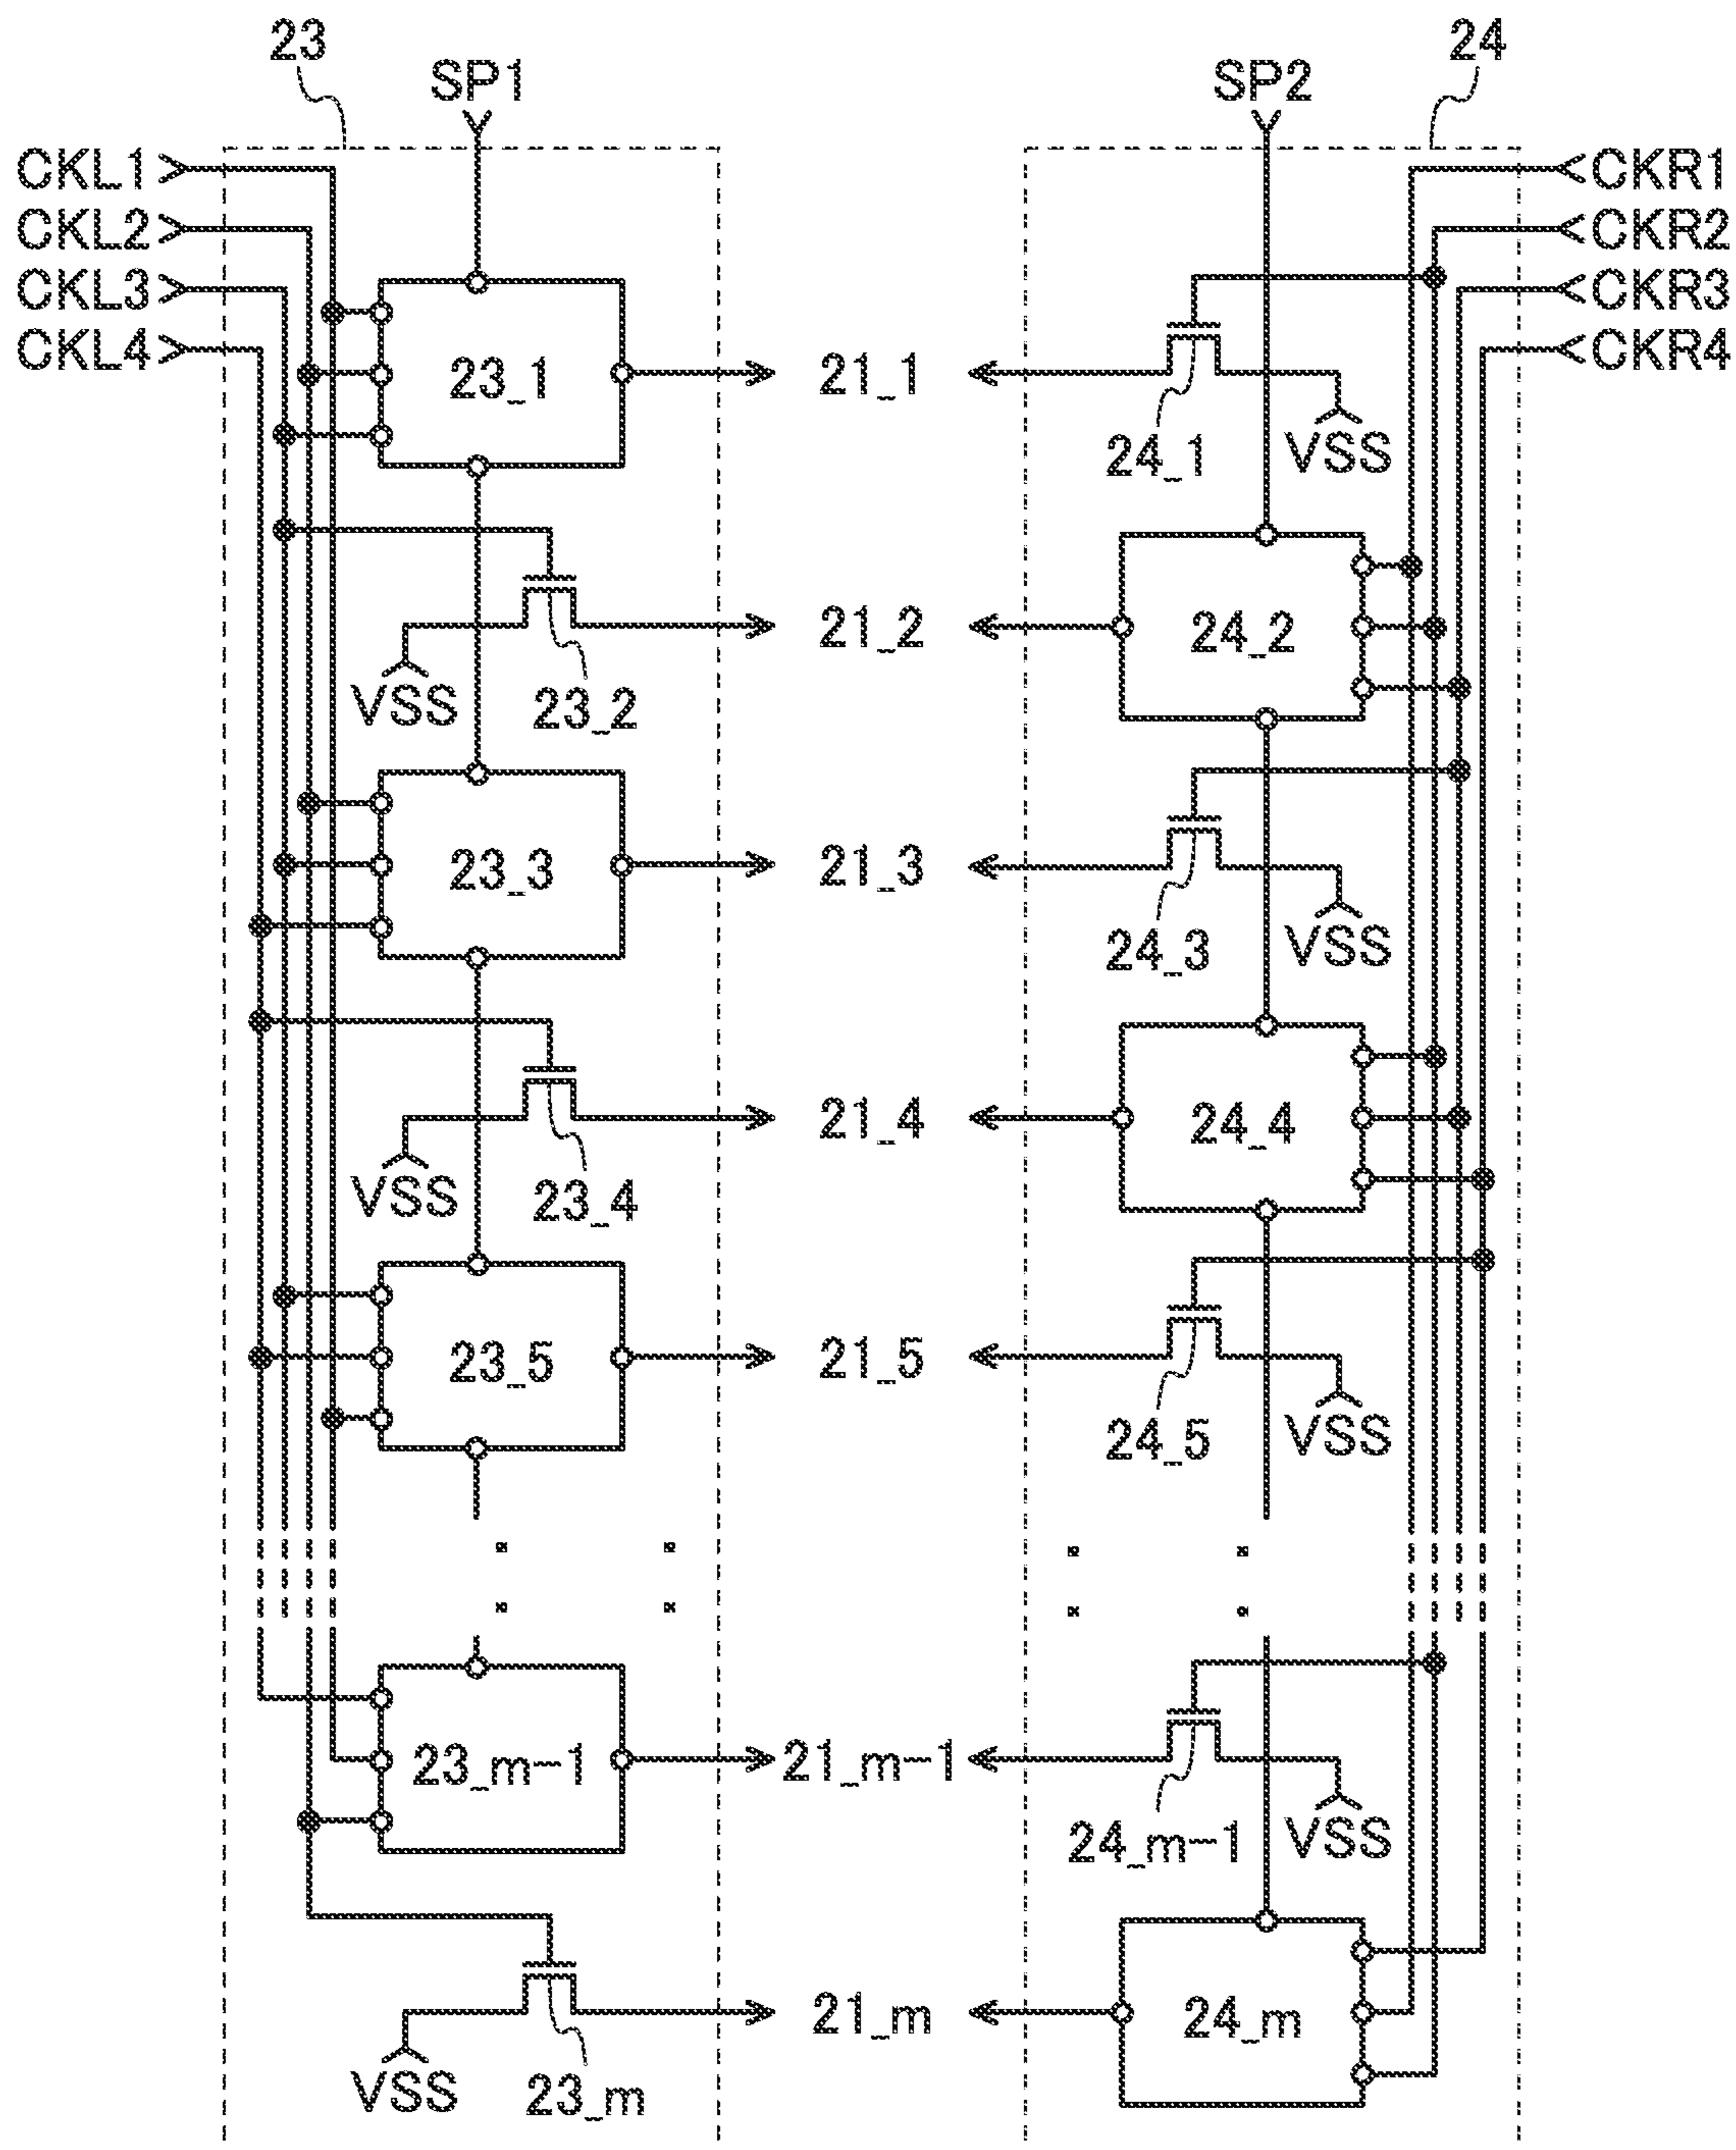 23
24
SP1
SP2
CKL1
CKR1
CKL2
CKR2
CKL3
CKR3
CKL4
CKR4
23_1
21_1
24_1
VSS
21_2
24_2
VSS
23_2
23_3
21_3
24_3
VSS
21_4
24_4
VSS
23_4
23_5
21_5
24_5
VSS
23_m-1
21_m-1
24_m-1
VSS
21_m
24_m
VSS
23_m